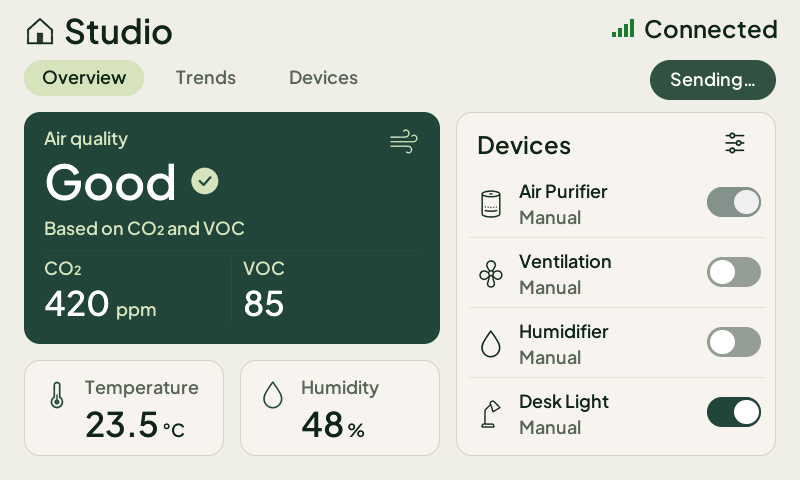 Studio
Connected
Overview
Trends
Devices
Sending...
Air quality
Good
Based on CO₂ and VOC
CO₂
VOC
420 ppm
85
Temperature
23.5 °C
Humidity
48 %
Devices
Air Purifier
Manual
Ventilation
Manual
Humidifier
Manual
Desk Light
Manual